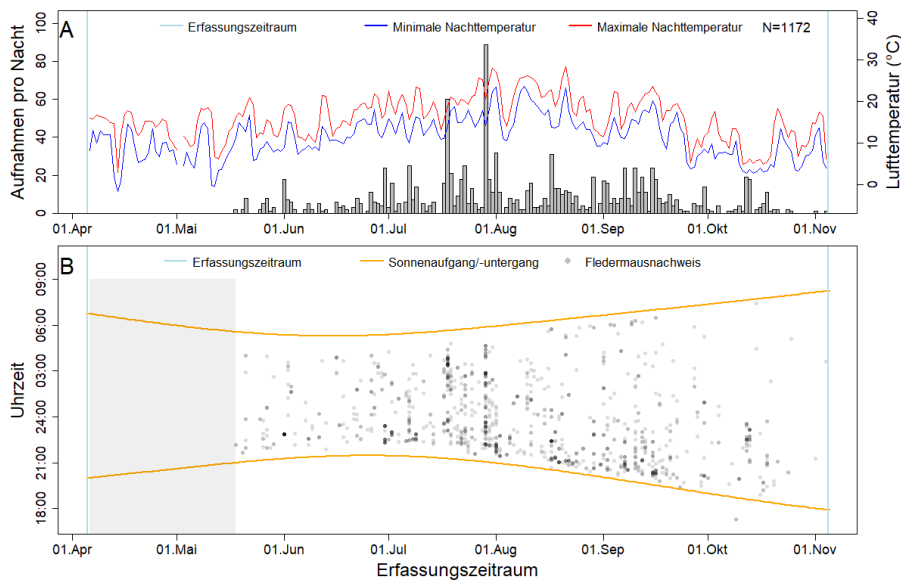 A Erfassungszeitraum Minimale Nachttemperatur Maximale Nachttemperatur N=1172
Aufnahmen pro Nacht
0 20 40 60 80 100
Lufttemperatur (°C)
0 10 20 30 40
01.Apr 01.Mai 01.Jun 01.Jul 01.Aug 01.Sep 01.Okt 01.Nov
B Erfassungszeitraum Sonnenaufgang/-untergang Fledermausnachweis
Uhrzeit
18:00 21:00 24:00 03:00 06:00 09:00
01.Apr 01.Mai 01.Jun 01.Jul 01.Aug 01.Sep 01.Okt 01.Nov
Erfassungszeitraum